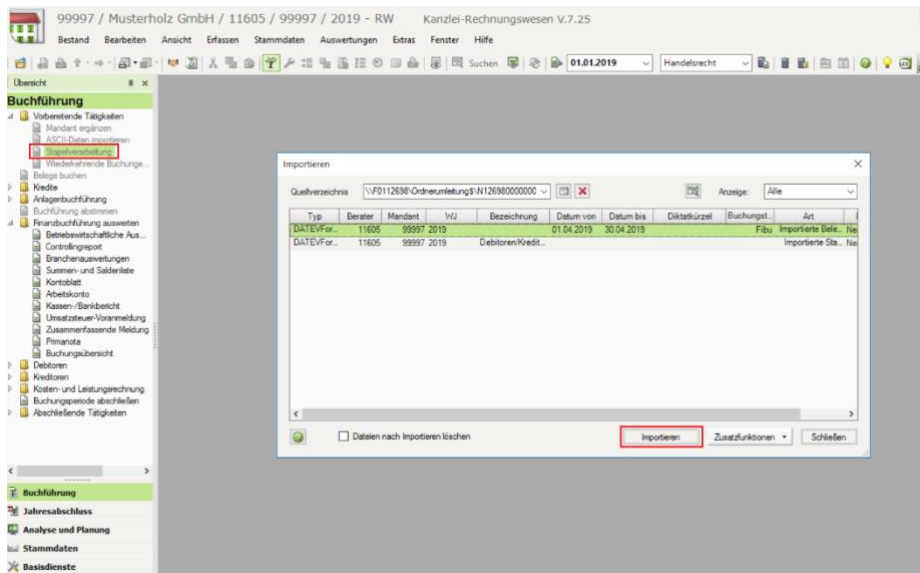 99997 / Musterholz GmbH / 11605 / 99997 / 2019 - RW Kanzlei-Rechnungswesen V.7.25
Bestand Bearbeiten Ansicht Erfassen Stammdaten Auswertungen Extras Fenster Hilfe
Suchen 01.01.2019 Handelsrecht
Übersicht
Buchführung
Vorbereitende Tätigkeiten
Mandant ergänzen
ASCII-Daten importieren
Stapelverarbeitung
Wiederkehrende Buchunge...
Belege buchen
Kredite
Anlagenbuchführung
Buchführung abstimmen
Finanzbuchführung auswerten
Betriebswirtschaftliche Aus...
Controllingreport
Branchenauswertungen
Summen- und Saldenliste
Kontoblatt
Arbeitskonto
Kassen-/Bankbericht
Umsatzsteuer-Voranmeldung
Zusammenfassende Meldung
Primanota
Buchungsübersicht
Debitoren
Kreditoren
Kosten- und Leistungsrechnung
Buchungsperiode abschließen
Abschließende Tätigkeiten
Buchführung
Jahresabschluss
Analyse und Planung
Stammdaten
Basisdienste
Importieren
Quellverzeichnis \\F0112698\Ordnerumleitung$\N126980000000 Anzeige: Alle
Typ Berater Mandant WJ Bezeichnung Datum von Datum bis Diktatkürzel Buchungst... Art
DATEVFor... 11605 99997 2019 01.04.2019 30.04.2019 Fibu Importierte Bele... Ne
DATEVFor... 11605 99997 2019 Debitoren/Kredit... Importierte Sta... Ne
Dateien nach Importieren löschen Importieren Zusatzfunktionen Schließen